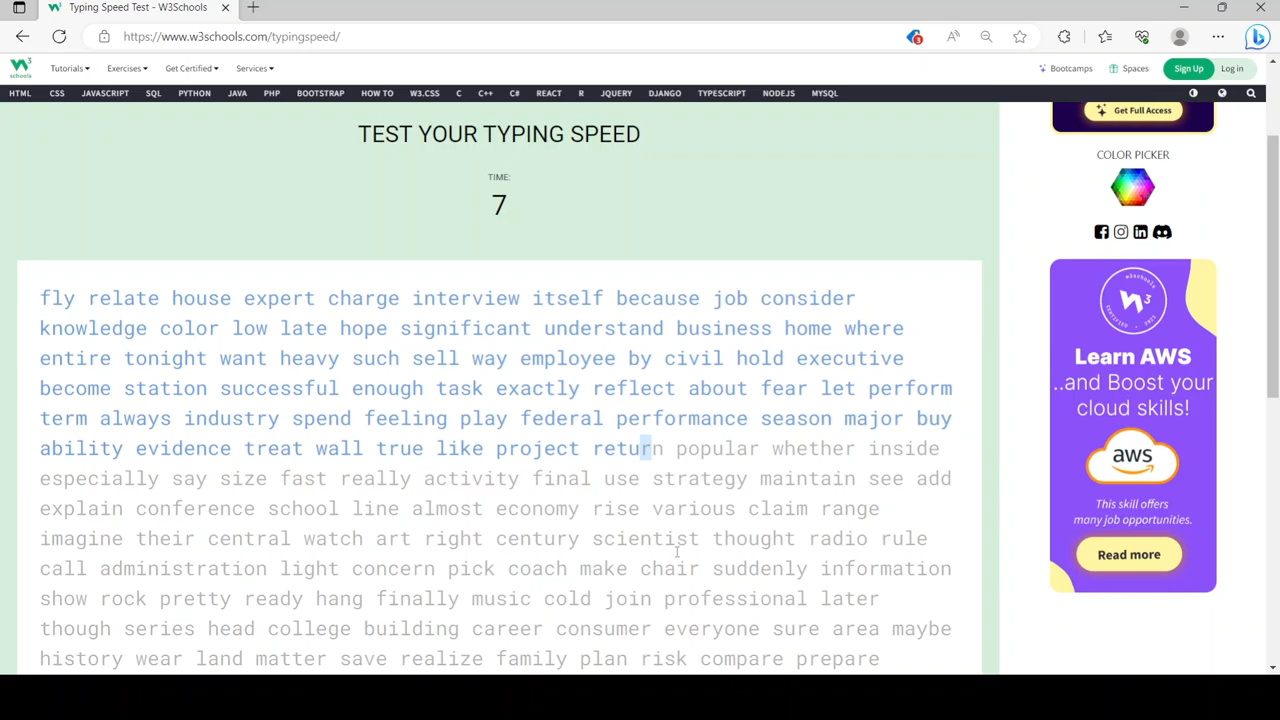 Typing Speed Test - W3Schools
https://www.w3schools.com/typingspeed/
3
W3 schools
Tutorials Exercises Get Certified Services
Bootcamps Spaces Sign Up Log in
HTML CSS JAVASCRIPT SQL PYTHON JAVA PHP BOOTSTRAP HOW TO W3.CSS C C++ C# REACT R JQUERY DJANGO TYPESCRIPT NODEJS MYSQL
TEST YOUR TYPING SPEED
TIME:
7
fly relate house expert charge interview itself because job consider
knowledge color low late hope significant understand business home where
entire tonight want heavy such sell way employee by civil hold executive
become station successful enough task exactly reflect about fear let perform
term always industry spend feeling play federal performance season major buy
ability evidence treat wall true like project return popular whether inside
especially say size fast really activity final use strategy maintain see add
explain conference school line almost economy rise various claim range
imagine their central watch art right century scientist thought radio rule
call administration light concern pick coach make chair suddenly information
show rock pretty ready hang finally music cold join professional later
though series head college building career consumer everyone sure area maybe
history wear land matter save realize family plan risk compare prepare
Get Full Access
COLOR PICKER
Learn AWS
..and Boost your
cloud skills!
aws
This skill offers
many job opportunities.
Read more